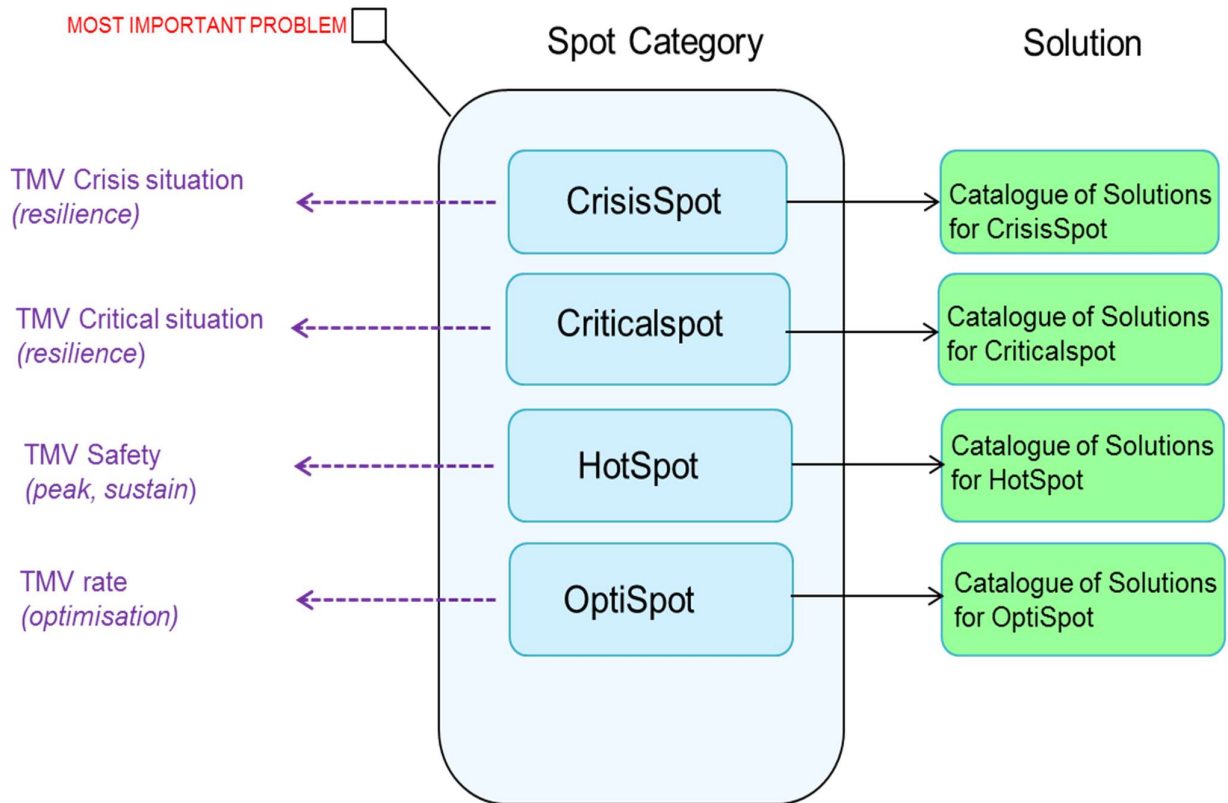 MOST IMPORTANT PROBLEM
Spot Category
Solution
TMV Crisis situation
(resilience)
CrisisSpot
Catalogue of Solutions
for CrisisSpot
TMV Critical situation
(resilience)
Criticalspot
Catalogue of Solutions
for Criticalspot
TMV Safety
(peak, sustain)
HotSpot
Catalogue of Solutions
for HotSpot
TMV rate
(optimisation)
OptiSpot
Catalogue of Solutions
for OptiSpot